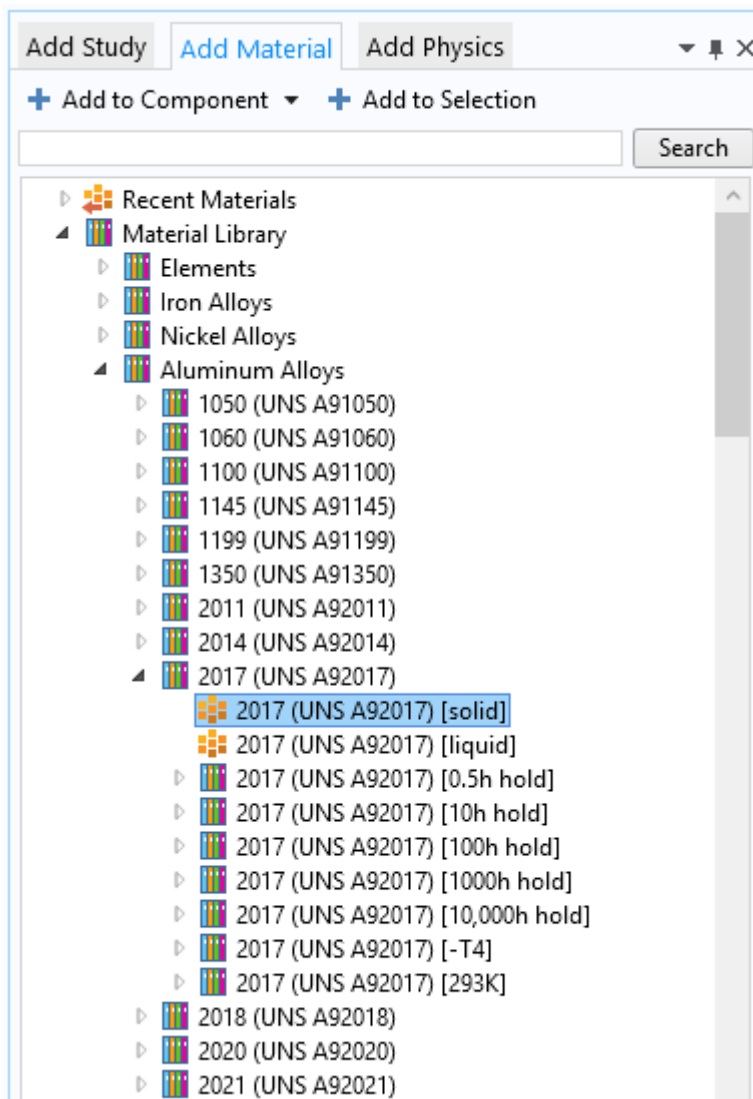 Add Study Add Material Add Physics
Add to Component Add to Selection
Search
Recent Materials
Material Library
Elements
Iron Alloys
Nickel Alloys
Aluminum Alloys
1050 (UNS A91050)
1060 (UNS A91060)
1100 (UNS A91100)
1145 (UNS A91145)
1199 (UNS A91199)
1350 (UNS A91350)
2011 (UNS A92011)
2014 (UNS A92014)
2017 (UNS A92017)
2017 (UNS A92017) [solid]
2017 (UNS A92017) [liquid]
2017 (UNS A92017) [0.5h hold]
2017 (UNS A92017) [10h hold]
2017 (UNS A92017) [100h hold]
2017 (UNS A92017) [1000h hold]
2017 (UNS A92017) [10,000h hold]
2017 (UNS A92017) [-T4]
2017 (UNS A92017) [293K]
2018 (UNS A92018)
2020 (UNS A92020)
2021 (UNS A92021)